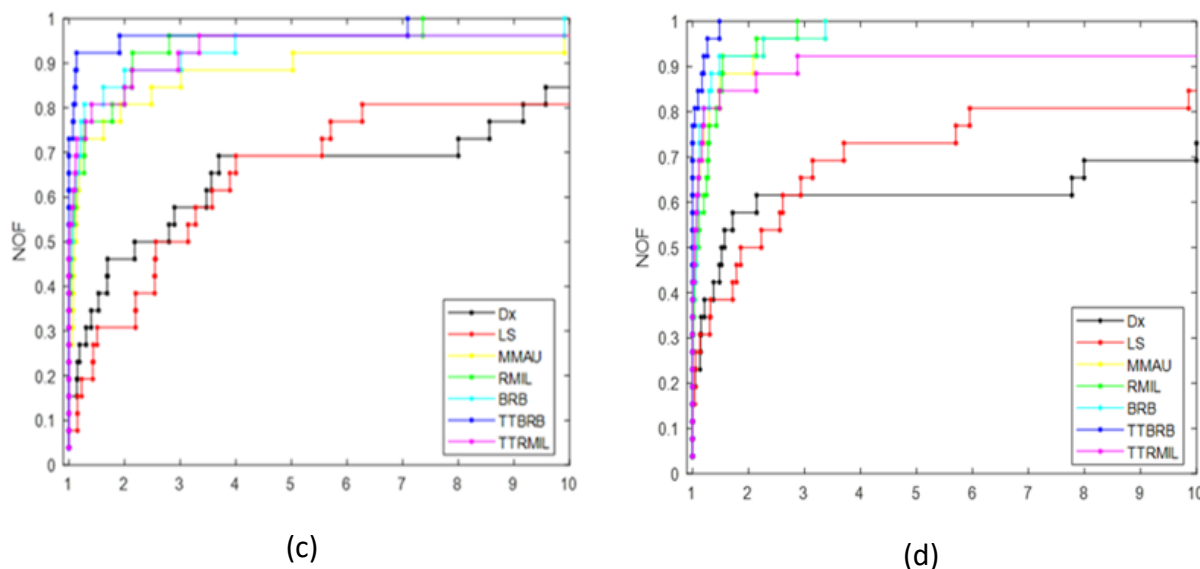 1
0.9
0.8
0.7
0.6
0.5
0.4
0.3
0.2
0.1
0
NOF
1 2 3 4 5 6 7 8 9 10
Dx
LS
MMAU
RMIL
BRB
TTBRB
TTRMIL
(c)
1
0.9
0.8
0.7
0.6
0.5
0.4
0.3
0.2
0.1
0
NOF
1 2 3 4 5 6 7 8 9 10
Dx
LS
MMAU
RMIL
BRB
TTBRB
TTRMIL
(d)